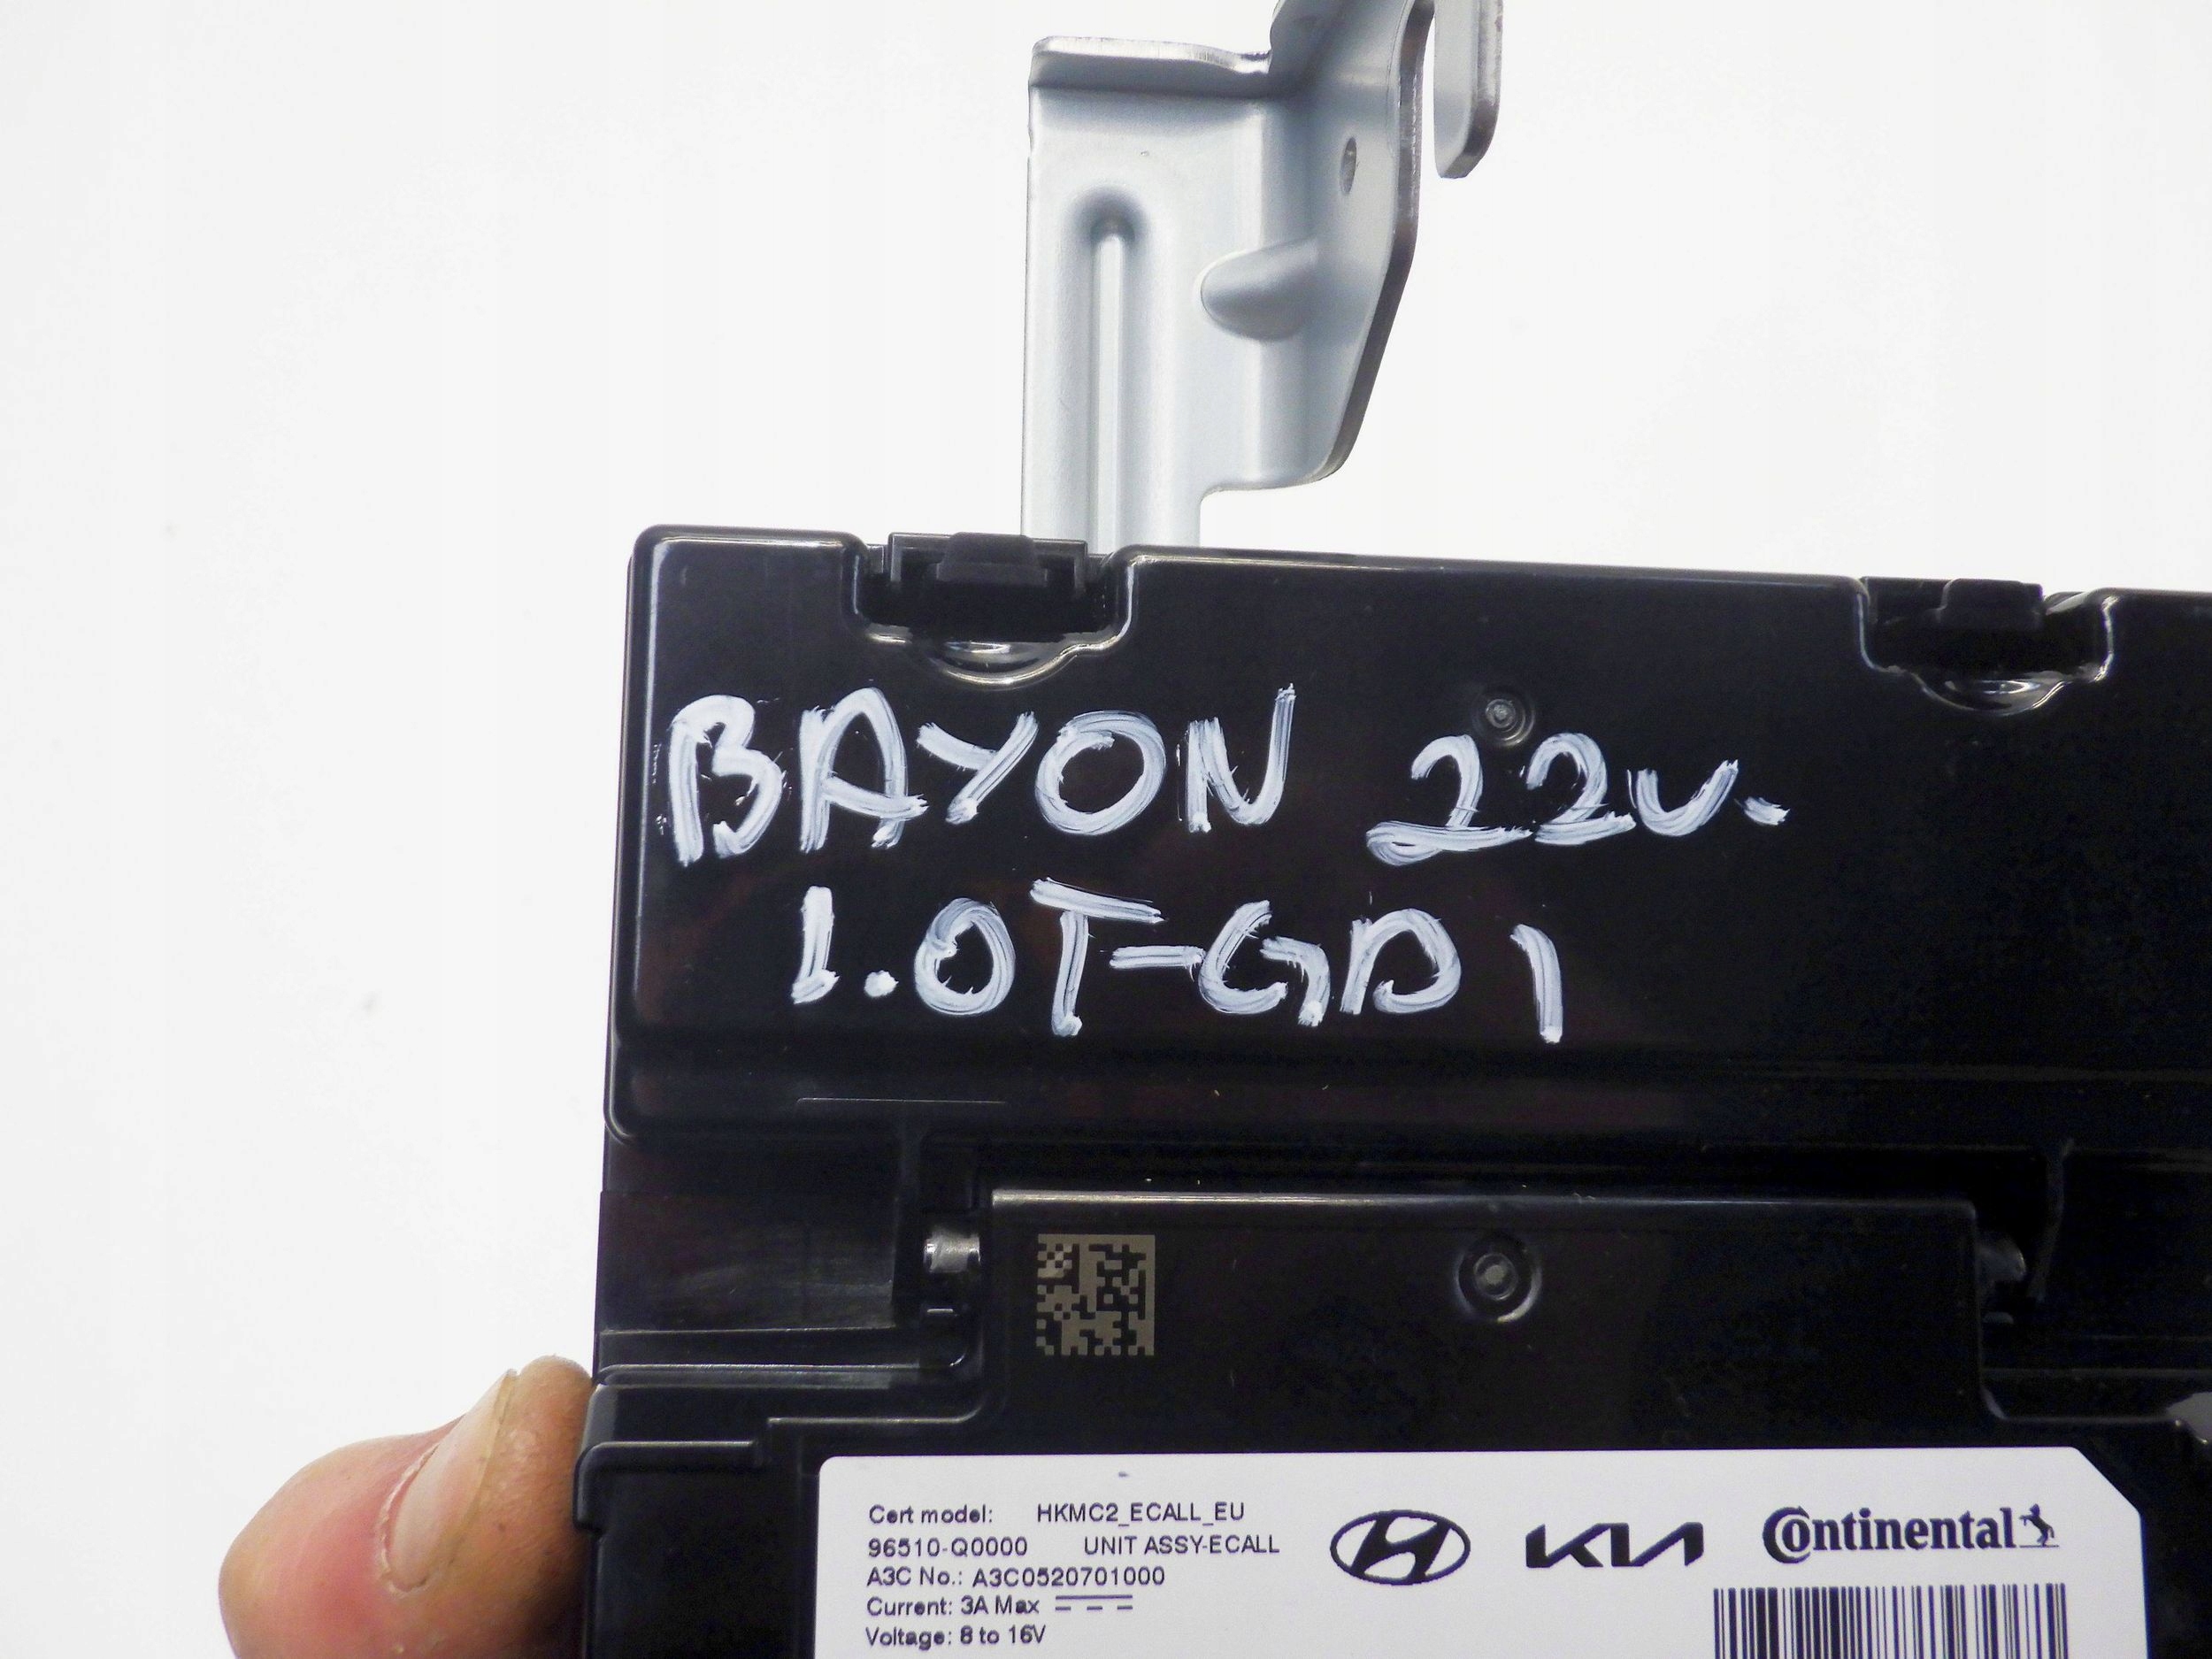 BAYON 22v.
1.0T-GDI
Cert model: HKMC2_ECALL_EU
96510-Q0000 UNIT ASSY-ECALL
A3C No.: A3C0520701000
Current: 3A Max
Voltage: 8 to 16V
KIA
Continental